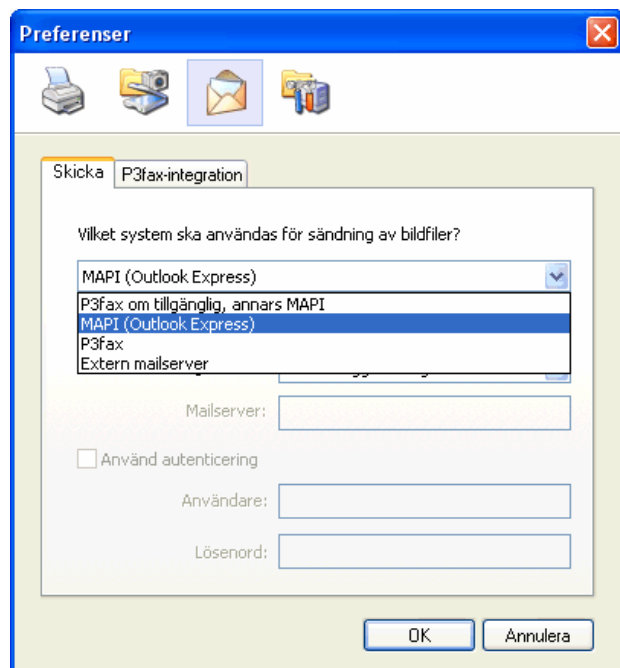 Preferenser
Skicka P3fax-integration
Vilket system ska användas för sändning av bildfiler?
MAPI (Outlook Express)
P3fax om tillgänglig, annars MAPI
MAPI (Outlook Express)
P3fax
Extern mailserver
Mailserver:
Använd autenticering
Användare:
Lösenord:
OK Annulera